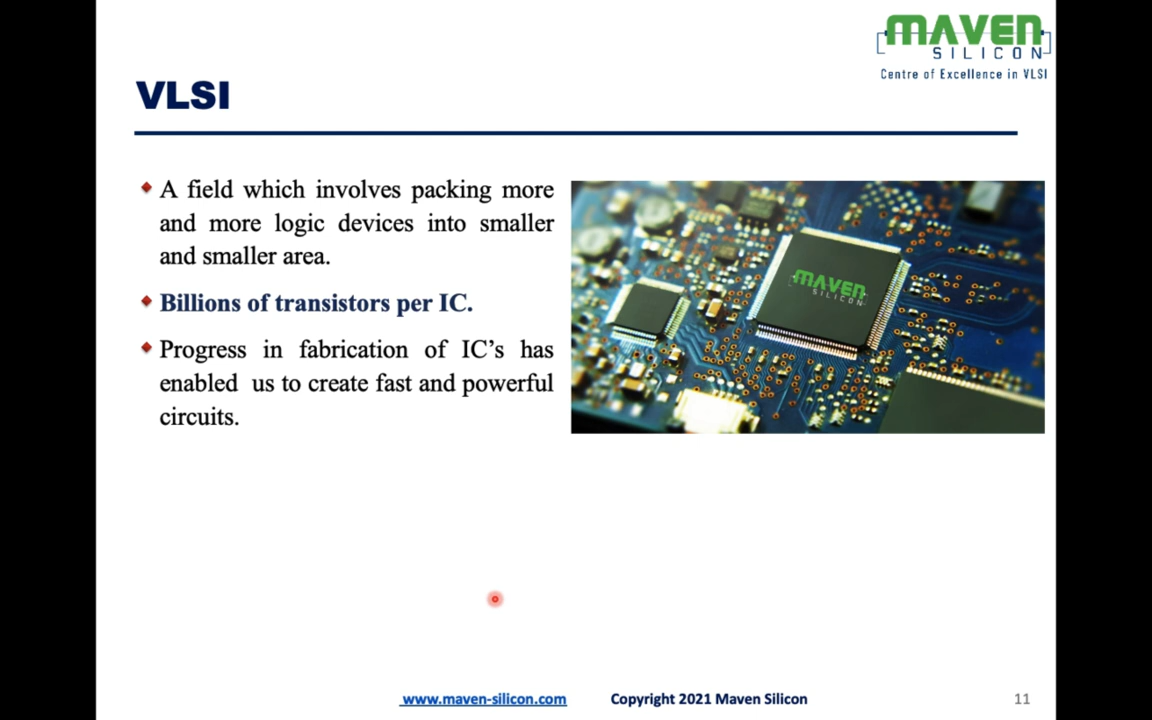 MAVEN
SILICON
Centre of Excellence in VLSI
VLSI
A field which involves packing more
and more logic devices into smaller
and smaller area.
Billions of transistors per IC.
Progress in fabrication of IC’s has
enabled us to create fast and powerful
circuits.
MAVEN
SILICON
www.maven-silicon.com
Copyright 2021 Maven Silicon
11